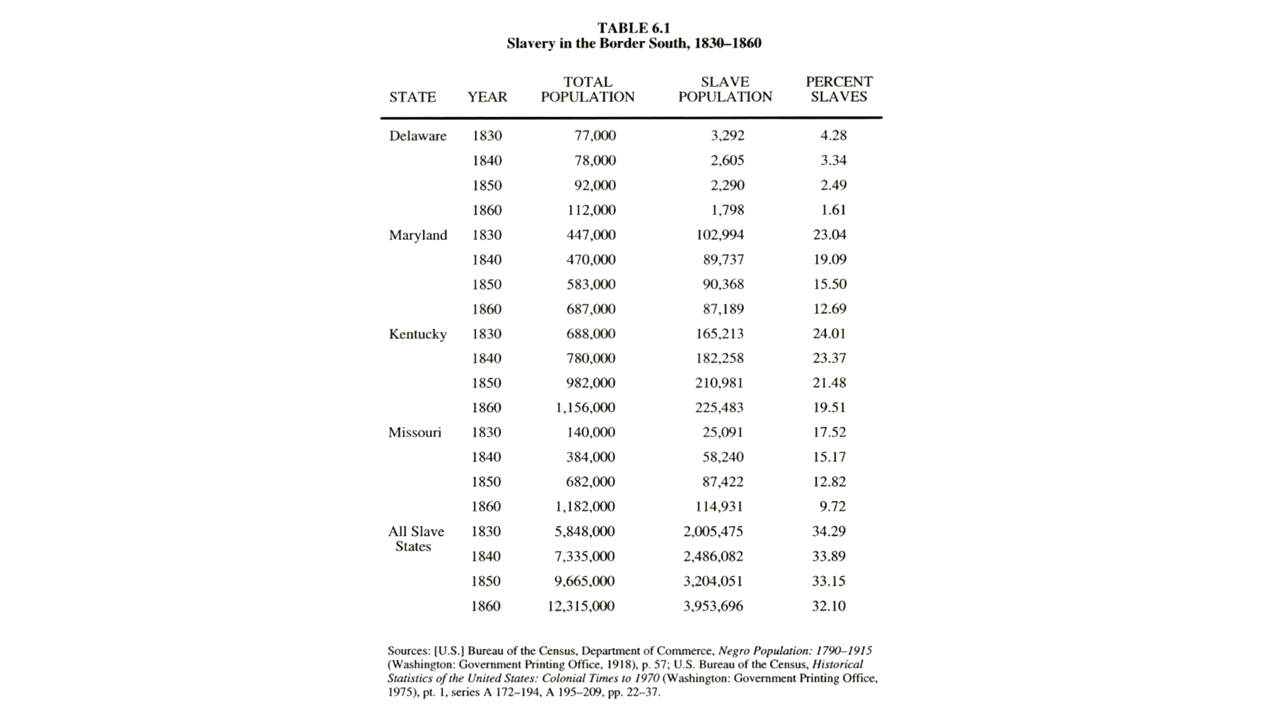 TABLE 6.1
Slavery in the Border South, 1830–1860
TOTAL SLAVE PERCENT
STATE YEAR POPULATION POPULATION SLAVES
Delaware 1830 77,000 3,292 4.28
1840 78,000 2,605 3.34
1850 92,000 2,290 2.49
1860 112,000 1,798 1.61
Maryland 1830 447,000 102,994 23.04
1840 470,000 89,737 19.09
1850 583,000 90,368 15.50
1860 687,000 87,189 12.69
Kentucky 1830 688,000 165,213 24.01
1840 780,000 182,258 23.37
1850 982,000 210,981 21.48
1860 1,156,000 225,483 19.51
Missouri 1830 140,000 25,091 17.52
1840 384,000 58,240 15.17
1850 682,000 87,422 12.82
1860 1,182,000 114,931 9.72
All Slave 1830 5,848,000 2,005,475 34.29
States
1840 7,335,000 2,486,082 33.89
1850 9,665,000 3,204,051 33.15
1860 12,315,000 3,953,696 32.10
Sources: [U.S.] Bureau of the Census, Department of Commerce, Negro Population: 1790–1915
(Washington: Government Printing Office, 1918), p. 57; U.S. Bureau of the Census, Historical
Statistics of the United States: Colonial Times to 1970 (Washington: Government Printing Office,
1975), pt. 1, series A 172–194, A 195–209, pp. 22–37.